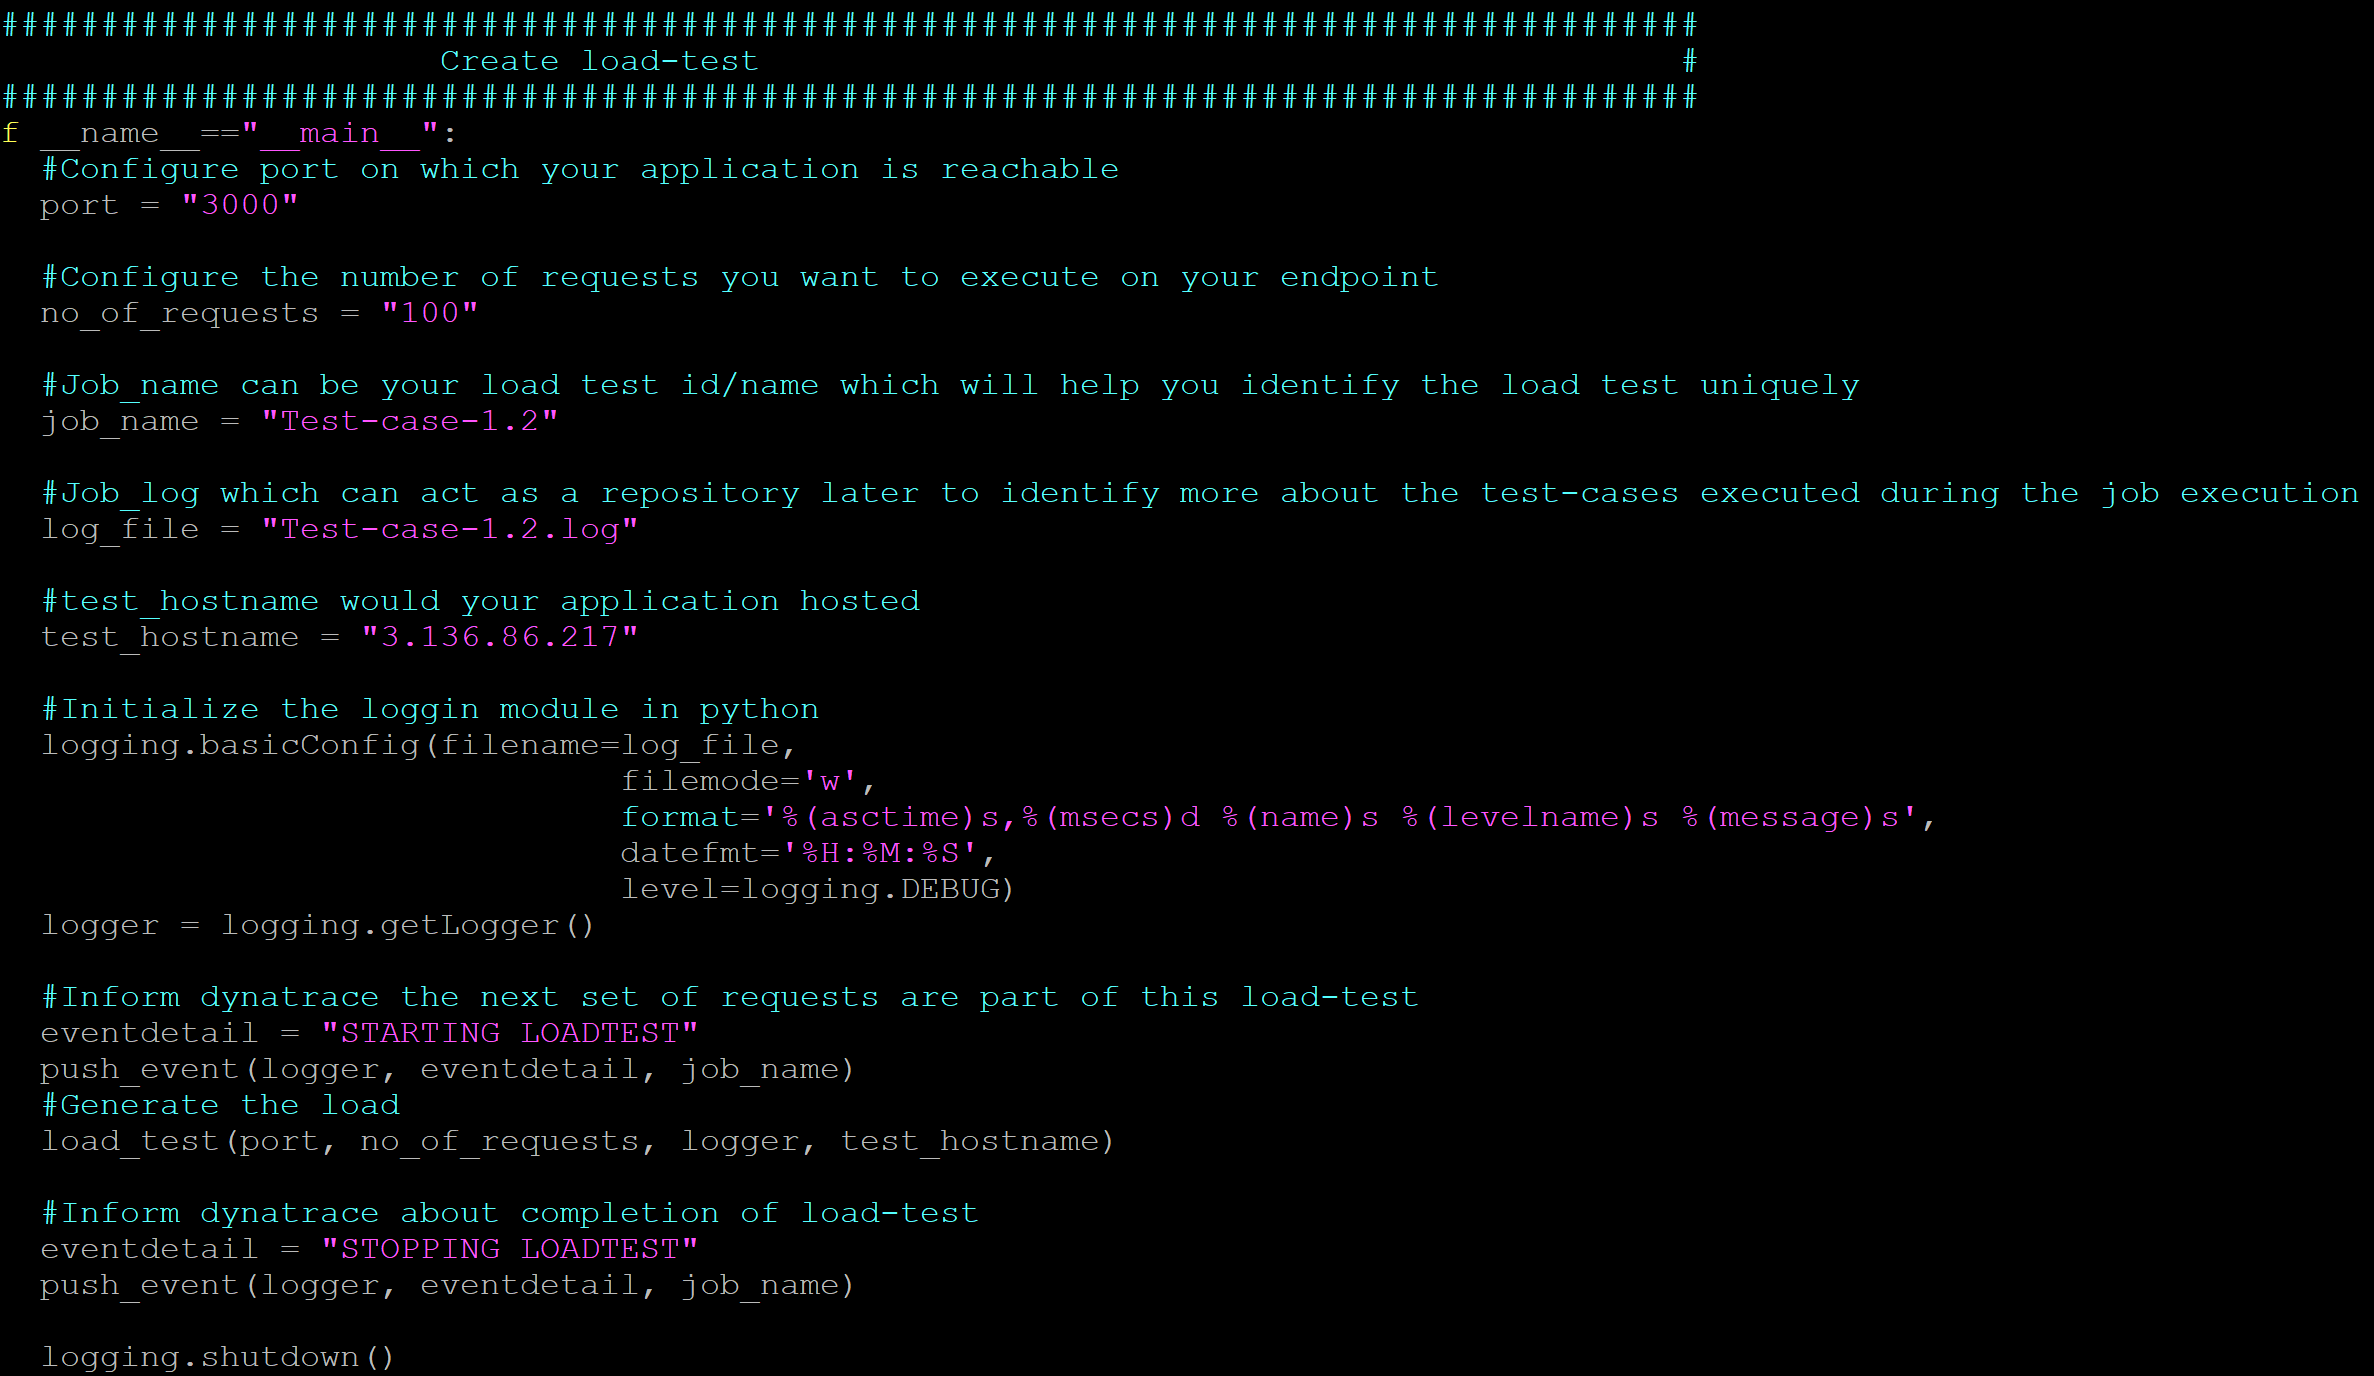 #####################################################################################
Create load-test #
#####################################################################################
f __name__=="__main__":
#Configure port on which your application is reachable
port = "3000"
#Configure the number of requests you want to execute on your endpoint
no_of_requests = "100"
#Job_name can be your load test id/name which will help you identify the load test uniquely
job_name = "Test-case-1.2"
#Job_log which can act as a repository later to identify more about the test-cases executed during the job execution
log_file = "Test-case-1.2.log"
#test_hostname would your application hosted
test_hostname = "3.136.86.217"
#Initialize the loggin module in python
logging.basicConfig(filename=log_file,
filemode='w',
format='%(asctime)s,%(msecs)d %(name)s %(levelname)s %(message)s',
datefmt='%H:%M:%S',
level=logging.DEBUG)
logger = logging.getLogger()
#Inform dynatrace the next set of requests are part of this load-test
eventdetail = "STARTING LOADTEST"
push_event(logger, eventdetail, job_name)
#Generate the load
load_test(port, no_of_requests, logger, test_hostname)
#Inform dynatrace about completion of load-test
eventdetail = "STOPPING LOADTEST"
push_event(logger, eventdetail, job_name)
logging.shutdown()